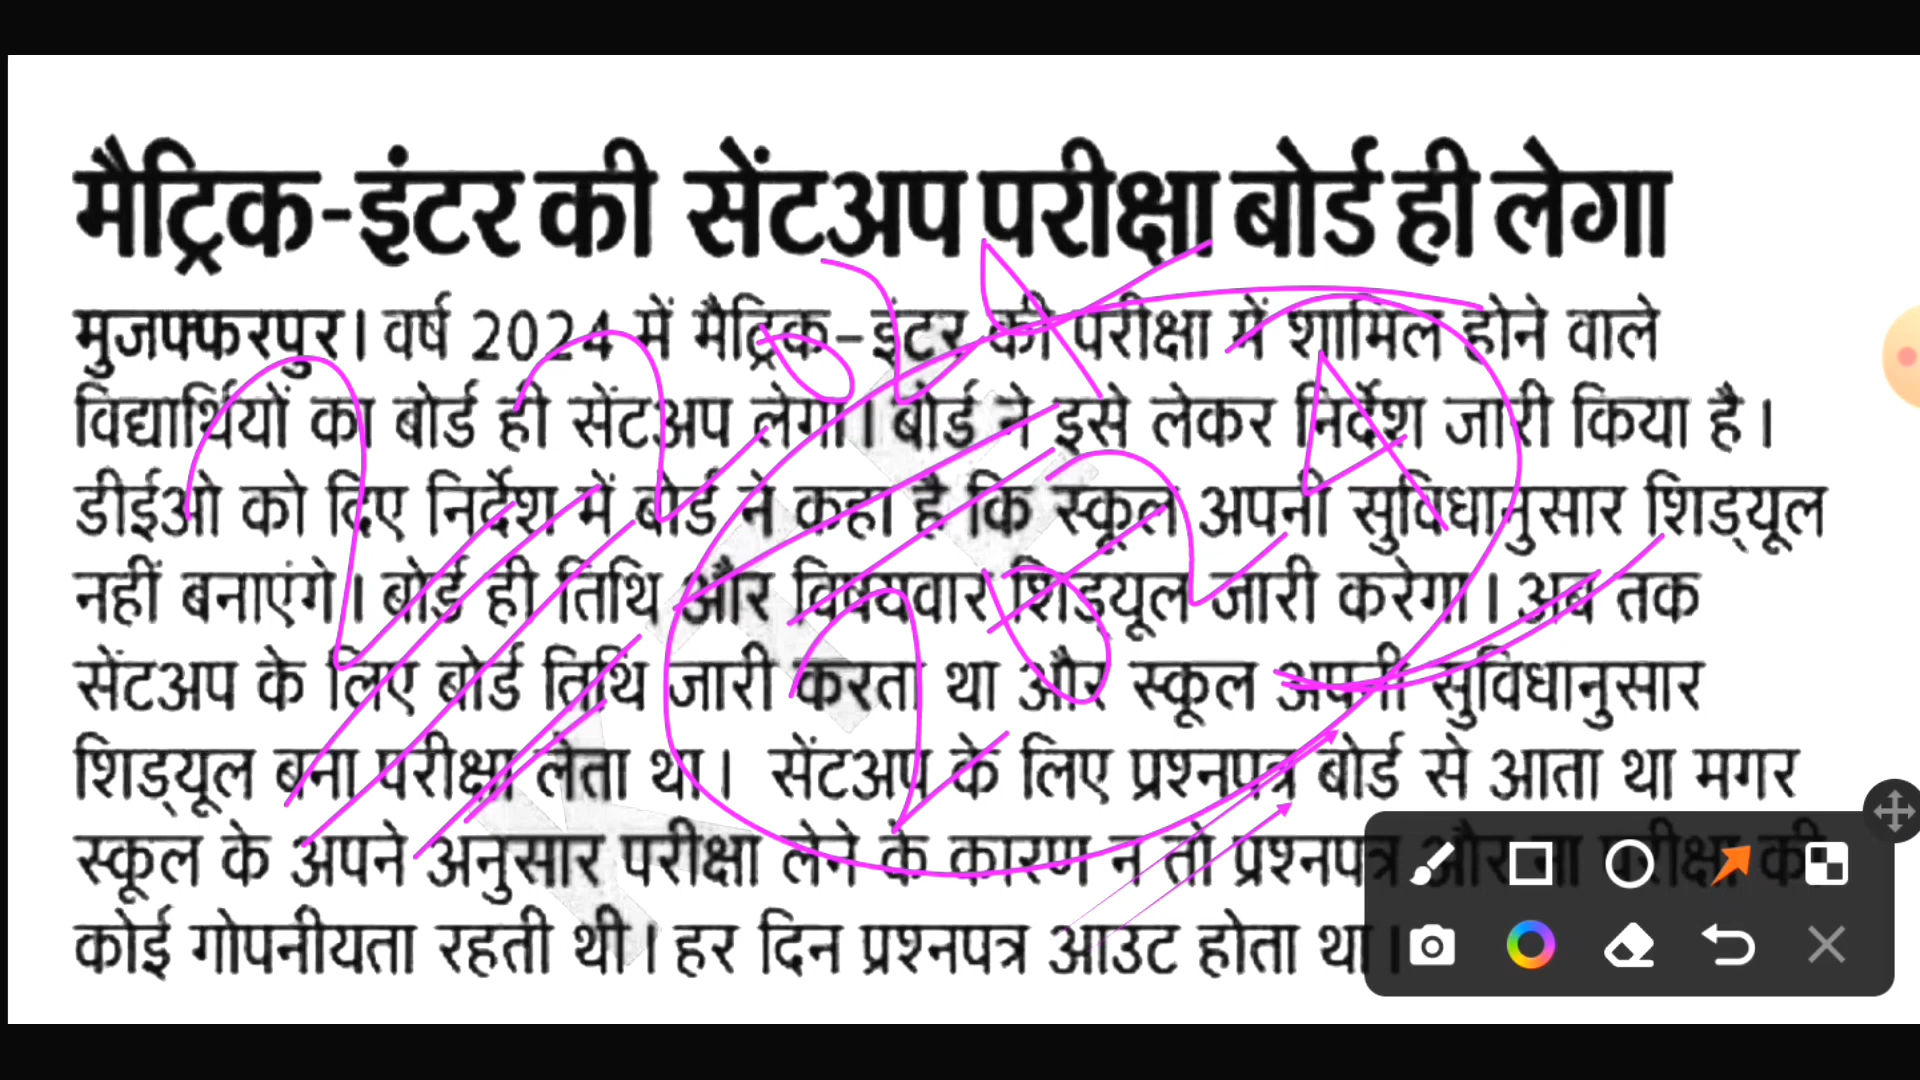 मैट्रिक-इंटर की सेंटअप परीक्षा बोर्ड ही लेगा
मुजफ्फरपुर। वर्ष 2024 में मैट्रिक-इंटर की परीक्षा में शामिल होने वाले
विद्यार्थियों का बोर्ड ही सेंटअप लेगा। बोर्ड ने इसे लेकर निर्देश जारी किया है।
डीईओ को दिए निर्देश में बोर्ड ने कहा है कि स्कूल अपनी सुविधानुसार शिड्यूल
नहीं बनाएंगे। बोर्ड ही तिथि और विषयवार शिड्यूल जारी करेगा। अब तक
सेंटअप के लिए बोर्ड तिथि जारी करता था और स्कूल अपनी सुविधानुसार
शिड्यूल बना परीक्षा लेता था। सेंटअप के लिए प्रश्नपत्र बोर्ड से आता था मगर
स्कूल के अपने अनुसार परीक्षा लेने के कारण न तो प्रश्नपत्र और ना परीक्षा की
कोई गोपनीयता रहती थी। हर दिन प्रश्नपत्र आउट होता था।